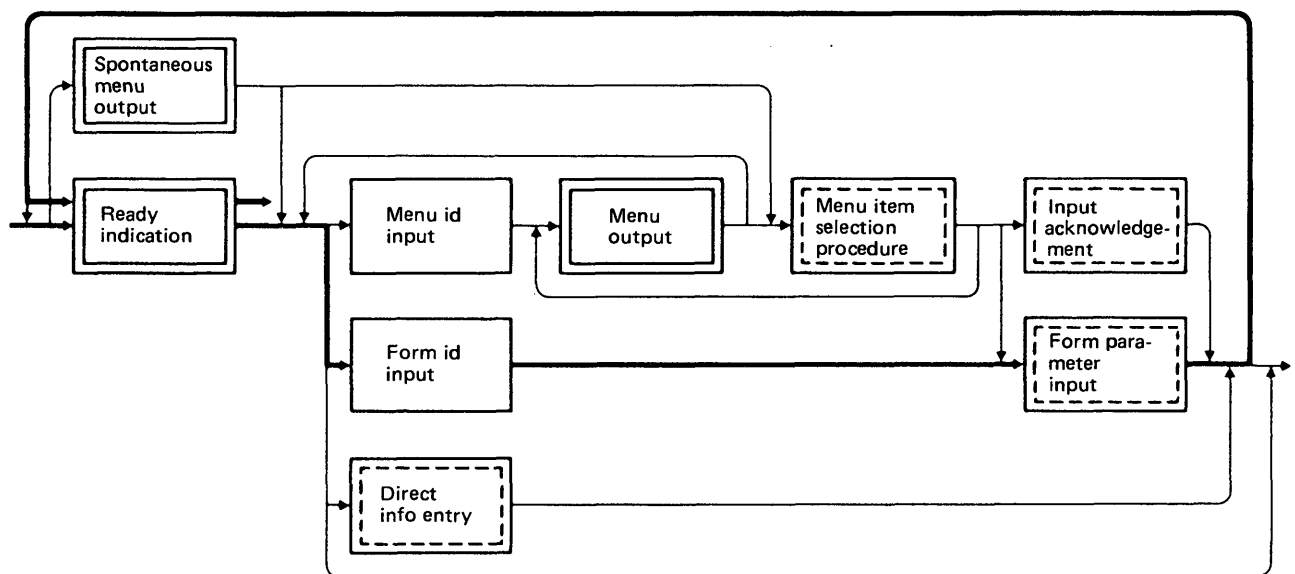 Spontaneous
menu
output
Ready
indication
Menu id
input
Menu
output
Menu item
selection
procedure
Input
acknowledge-
ment
Form id
input
Form para-
meter
input
Direct
info entry